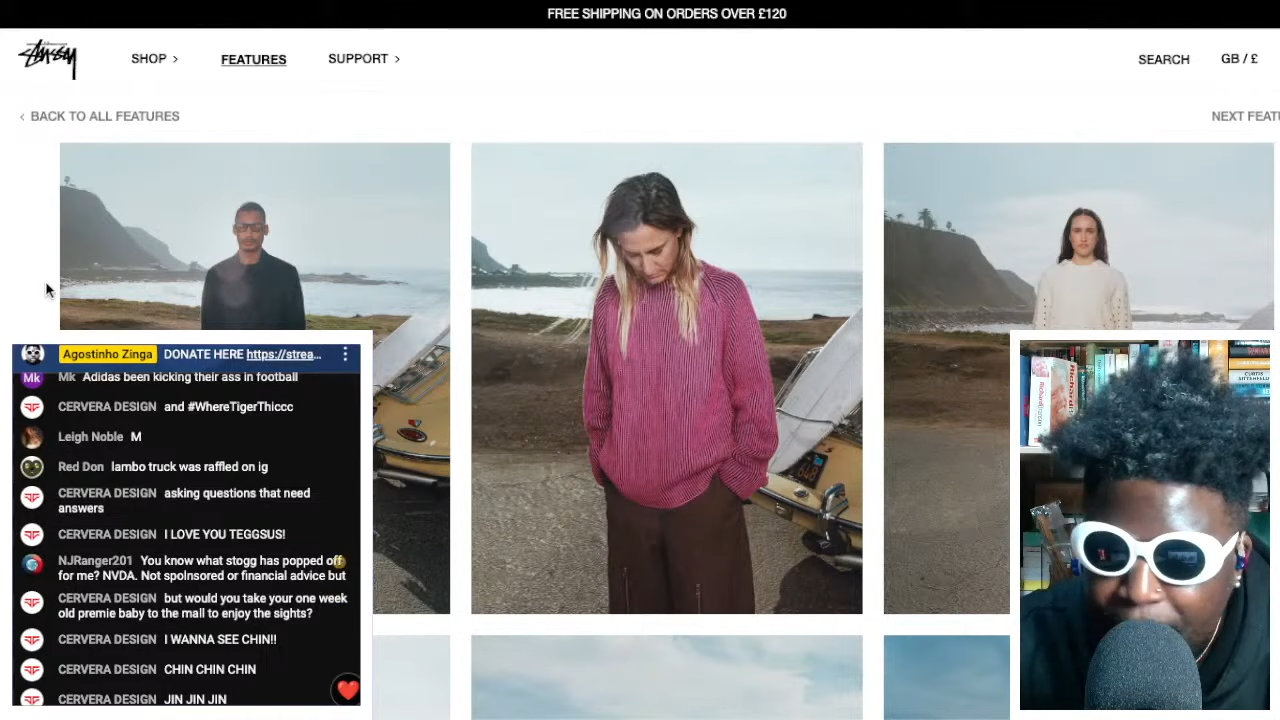 FREE SHIPPING ON ORDERS OVER £120
Stüssy
SHOP >
FEATURES
SUPPORT >
SEARCH
GB / £
< BACK TO ALL FEATURES
NEXT FEATU
Agostinho Zinga DONATE HERE https://strea...
Mk Mk Adidas been kicking their ass in football
CERVERA DESIGN and #WhereTigerThiccc
Leigh Noble M
Red Don lambo truck was raffled on ig
CERVERA DESIGN asking questions that need
answers
CERVERA DESIGN I LOVE YOU TEGGSUS!
NJRanger201 You know what stogg has popped off
for me? NVDA. Not spolnsored or financial advice but
CERVERA DESIGN but would you take your one week
old premie baby to the mall to enjoy the sights?
CERVERA DESIGN I WANNA SEE CHIN!!
CERVERA DESIGN CHIN CHIN CHIN
CERVERA DESIGN JIN JIN JIN
648
CURTIS
SITTENFELD